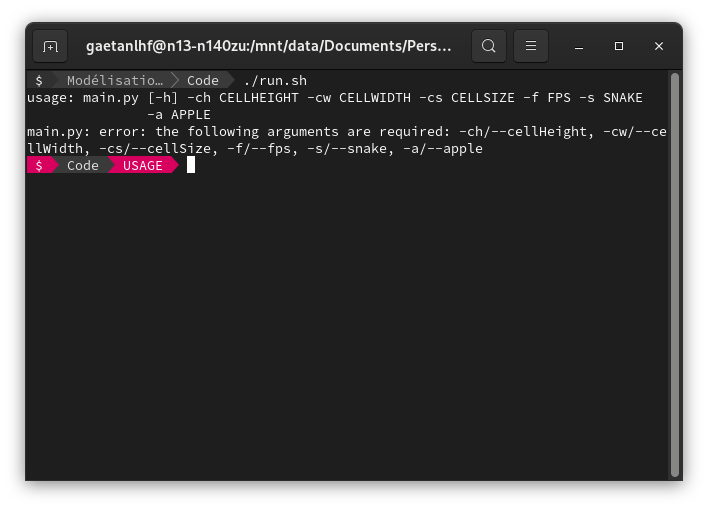 gaetanlhf@n13-n140zu:/mnt/data/Documents/Pers...
$ Modélisatio… Code ./run.sh
usage: main.py [-h] -ch CELLHEIGHT -cw CELLWIDTH -cs CELLSIZE -f FPS -s SNAKE
-a APPLE
main.py: error: the following arguments are required: -ch/--cellHeight, -cw/--ce
llWidth, -cs/--cellSize, -f/--fps, -s/--snake, -a/--apple
$ Code USAGE